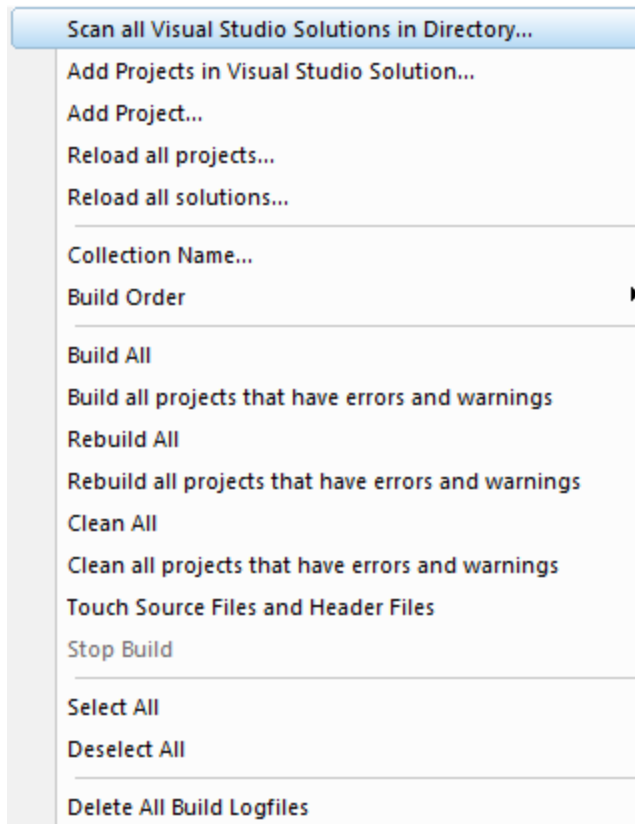 Scan all Visual Studio Solutions in Directory...
Add Projects in Visual Studio Solution...
Add Project...
Reload all projects...
Reload all solutions...
Collection Name...
Build Order
Build All
Build all projects that have errors and warnings
Rebuild All
Rebuild all projects that have errors and warnings
Clean All
Clean all projects that have errors and warnings
Touch Source Files and Header Files
Stop Build
Select All
Deselect All
Delete All Build Logfiles